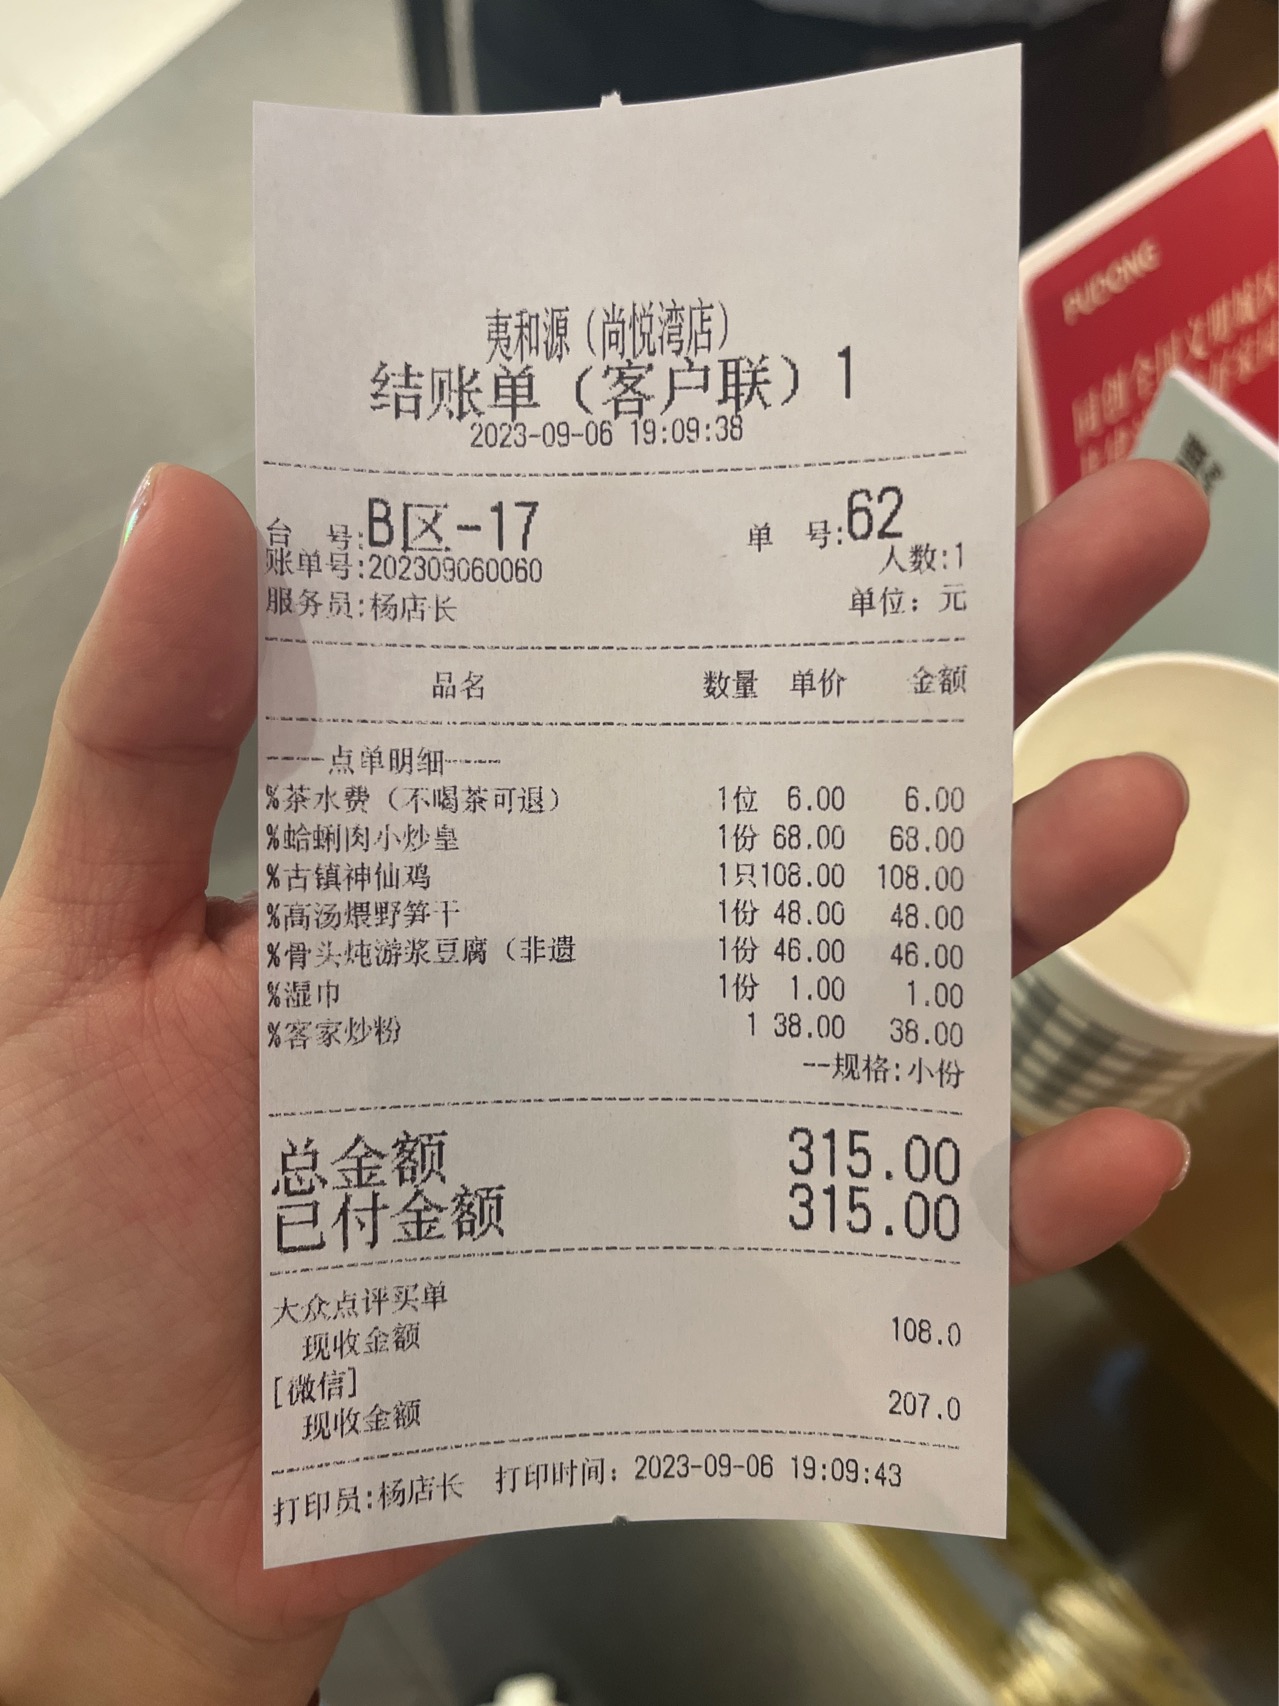 夷和源（尚悦湾店）
结账单（客户联）1
2023-09-06 19:09:38
台 号:B区-17 单 号:62
账单号:202309060060 人数:1
服务员:杨店长 单位：元
品名 数量 单价 金额
-----点单明细-----
%茶水费（不喝茶可退） 1位 6.00 6.00
%蛤蜊肉小炒皇 1份 68.00 68.00
%古镇神仙鸡 1只108.00 108.00
%高汤煨野笋干 1份 48.00 48.00
%骨头炖游浆豆腐（非遗 1份 46.00 46.00
%湿巾 1份 1.00 1.00
%客家炒粉 1 38.00 38.00
--规格:小份
总金额 315.00
已付金额 315.00
大众点评买单
现收金额 108.0
[微信]
现收金额 207.0
打印员:杨店长 打印时间：2023-09-06 19:09:43
PUDONG